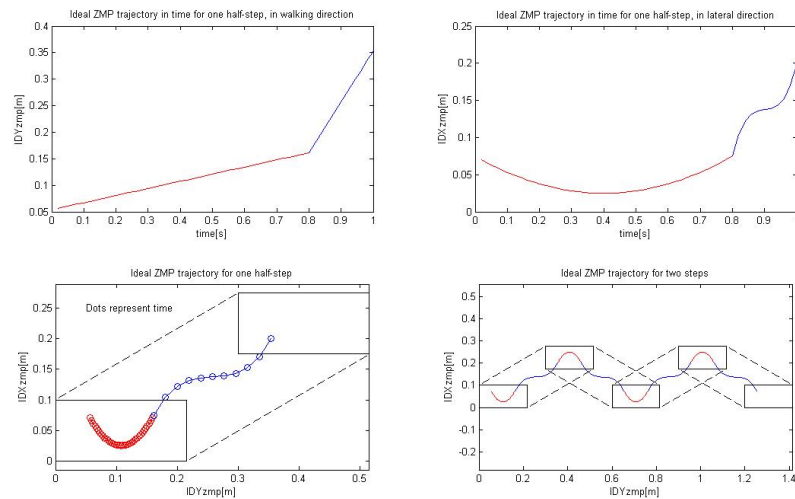 Ideal ZMP trajectory in time for one half-step, in walking direction
0.4
0.35
0.3
0.25
0.2
0.15
0.1
0.05
IDYzmp[m]
0 0.1 0.2 0.3 0.4 0.5 0.6 0.7 0.8 0.9 1
time[s]
Ideal ZMP trajectory in time for one half-step, in lateral direction
0.25
0.2
0.15
0.1
0.05
0
IDXzmp[m]
0 0.1 0.2 0.3 0.4 0.5 0.6 0.7 0.8 0.9
time[s]
Ideal ZMP trajectory for one half-step
Dots represent time
0.25
0.2
0.15
0.1
0.05
0
IDXzmp[m]
0 0.1 0.2 0.3 0.4 0.5
IDYzmp[m]
Ideal ZMP trajectory for two steps
0.5
0.4
0.3
0.2
0.1
0
-0.1
-0.2
IDXzmp[m]
0 0.2 0.4 0.6 0.8 1 1.2 1.4
IDYzmp[m]